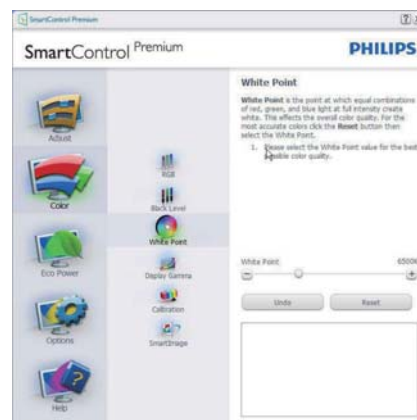 SmartControl Premium
SmartControl Premium
PHILIPS
Adjust
Color
Eco Power
Options
Help
RGB
Black Level
White Point
Display Gamma
Calibration
SmartImage
White Point
White Point is the point at which equal combinations
of red, green, and blue light at full intensity create
white. This effects the overall color quality. For the
most accurate colors click the Reset button then
select the White Point.
1. Please select the White Point value for the best
possible color quality.
White Point 6500K
Undo Reset